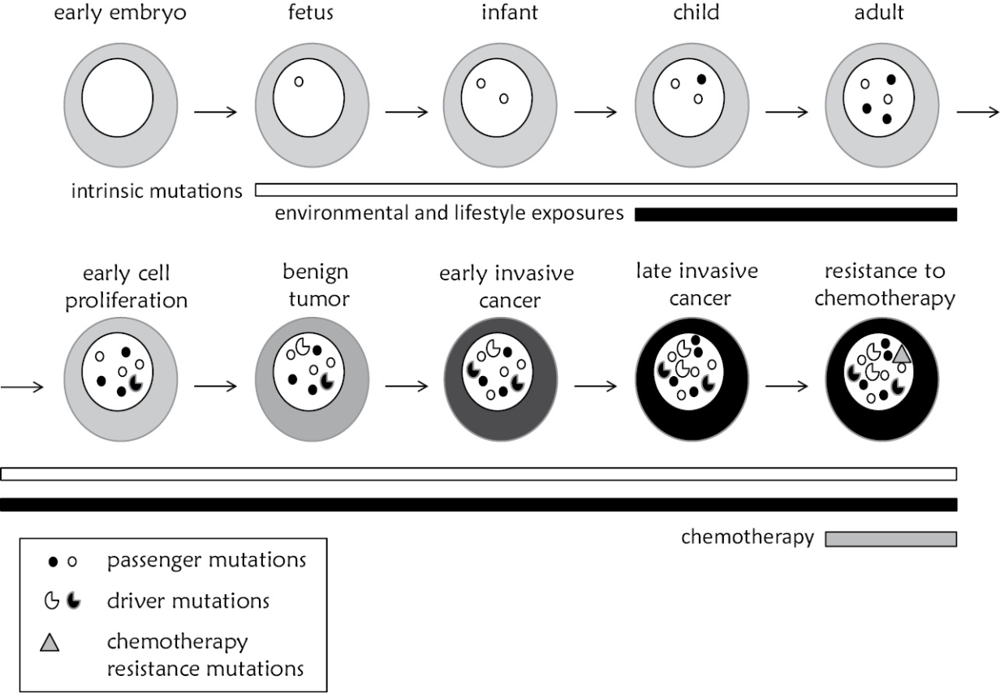 early embryo
fetus
infant
child
adult
intrinsic mutations
environmental and lifestyle exposures
early cell
proliferation
benign
tumor
early invasive
cancer
late invasive
cancer
resistance to
chemotherapy
chemotherapy
passenger mutations
driver mutations
chemotherapy
resistance mutations